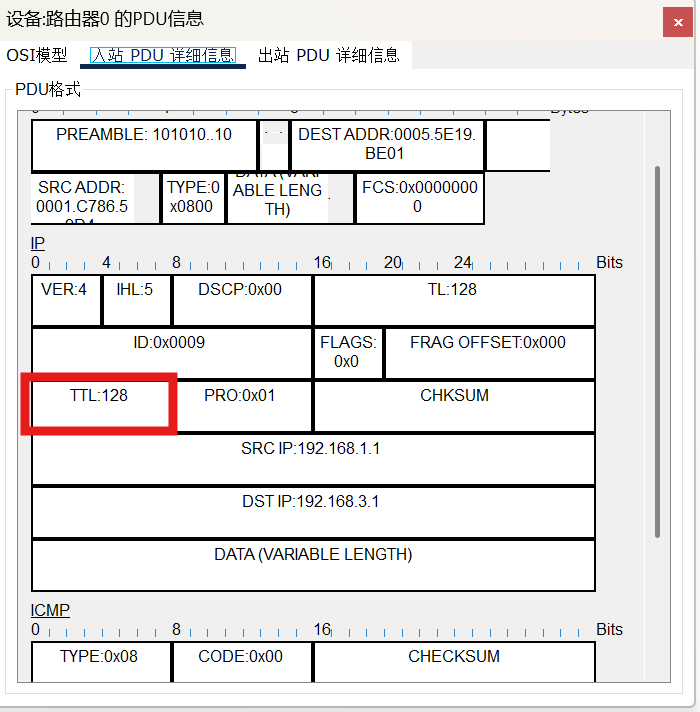 设备:路由器0 的PDU信息
OSI模型 入站 PDU 详细信息 出站 PDU 详细信息
PDU格式
Bytes
PREAMBLE: 101010..10
DEST ADDR:0005.5E19.
BE01
SRC ADDR:
0001.C786.5
TYPE:0
x0800
DATA (VARI
ABLE LENG
TH)
FCS:0x0000000
0
IP
0 4 8 16 20 24 Bits
VER:4 IHL:5 DSCP:0x00 TL:128
ID:0x0009 FLAGS: FRAG OFFSET:0x000
0x0
TTL:128 PRO:0x01 CHKSUM
SRC IP:192.168.1.1
DST IP:192.168.3.1
DATA (VARIABLE LENGTH)
ICMP
0 8 16 Bits
TYPE:0x08 CODE:0x00 CHECKSUM